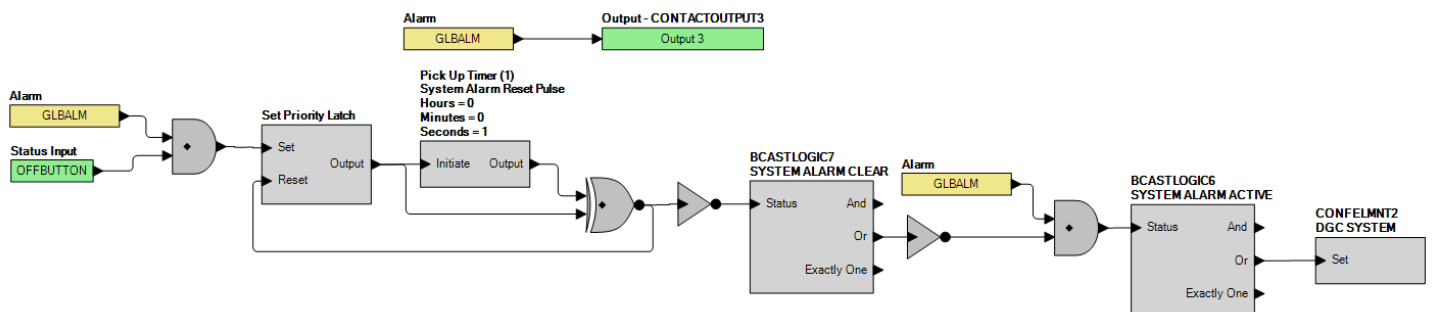 Alarm
GLBALM
Output - CONTACTOUTPUT3
Output 3
Alarm
GLBALM
Status Input
OFFBUTTON
Set Priority Latch
Set
Output
Reset
Pick Up Timer (1)
System Alarm Reset Pulse
Hours = 0
Minutes = 0
Seconds = 1
Initiate
Output
BCASTLOGIC7
SYSTEM ALARM CLEAR
Status
And
Or
Exactly One
Alarm
GLBALM
BCASTLOGIC6
SYSTEM ALARM ACTIVE
Status
And
Or
Exactly One
CONFELMNT2
DGC SYSTEM
Set